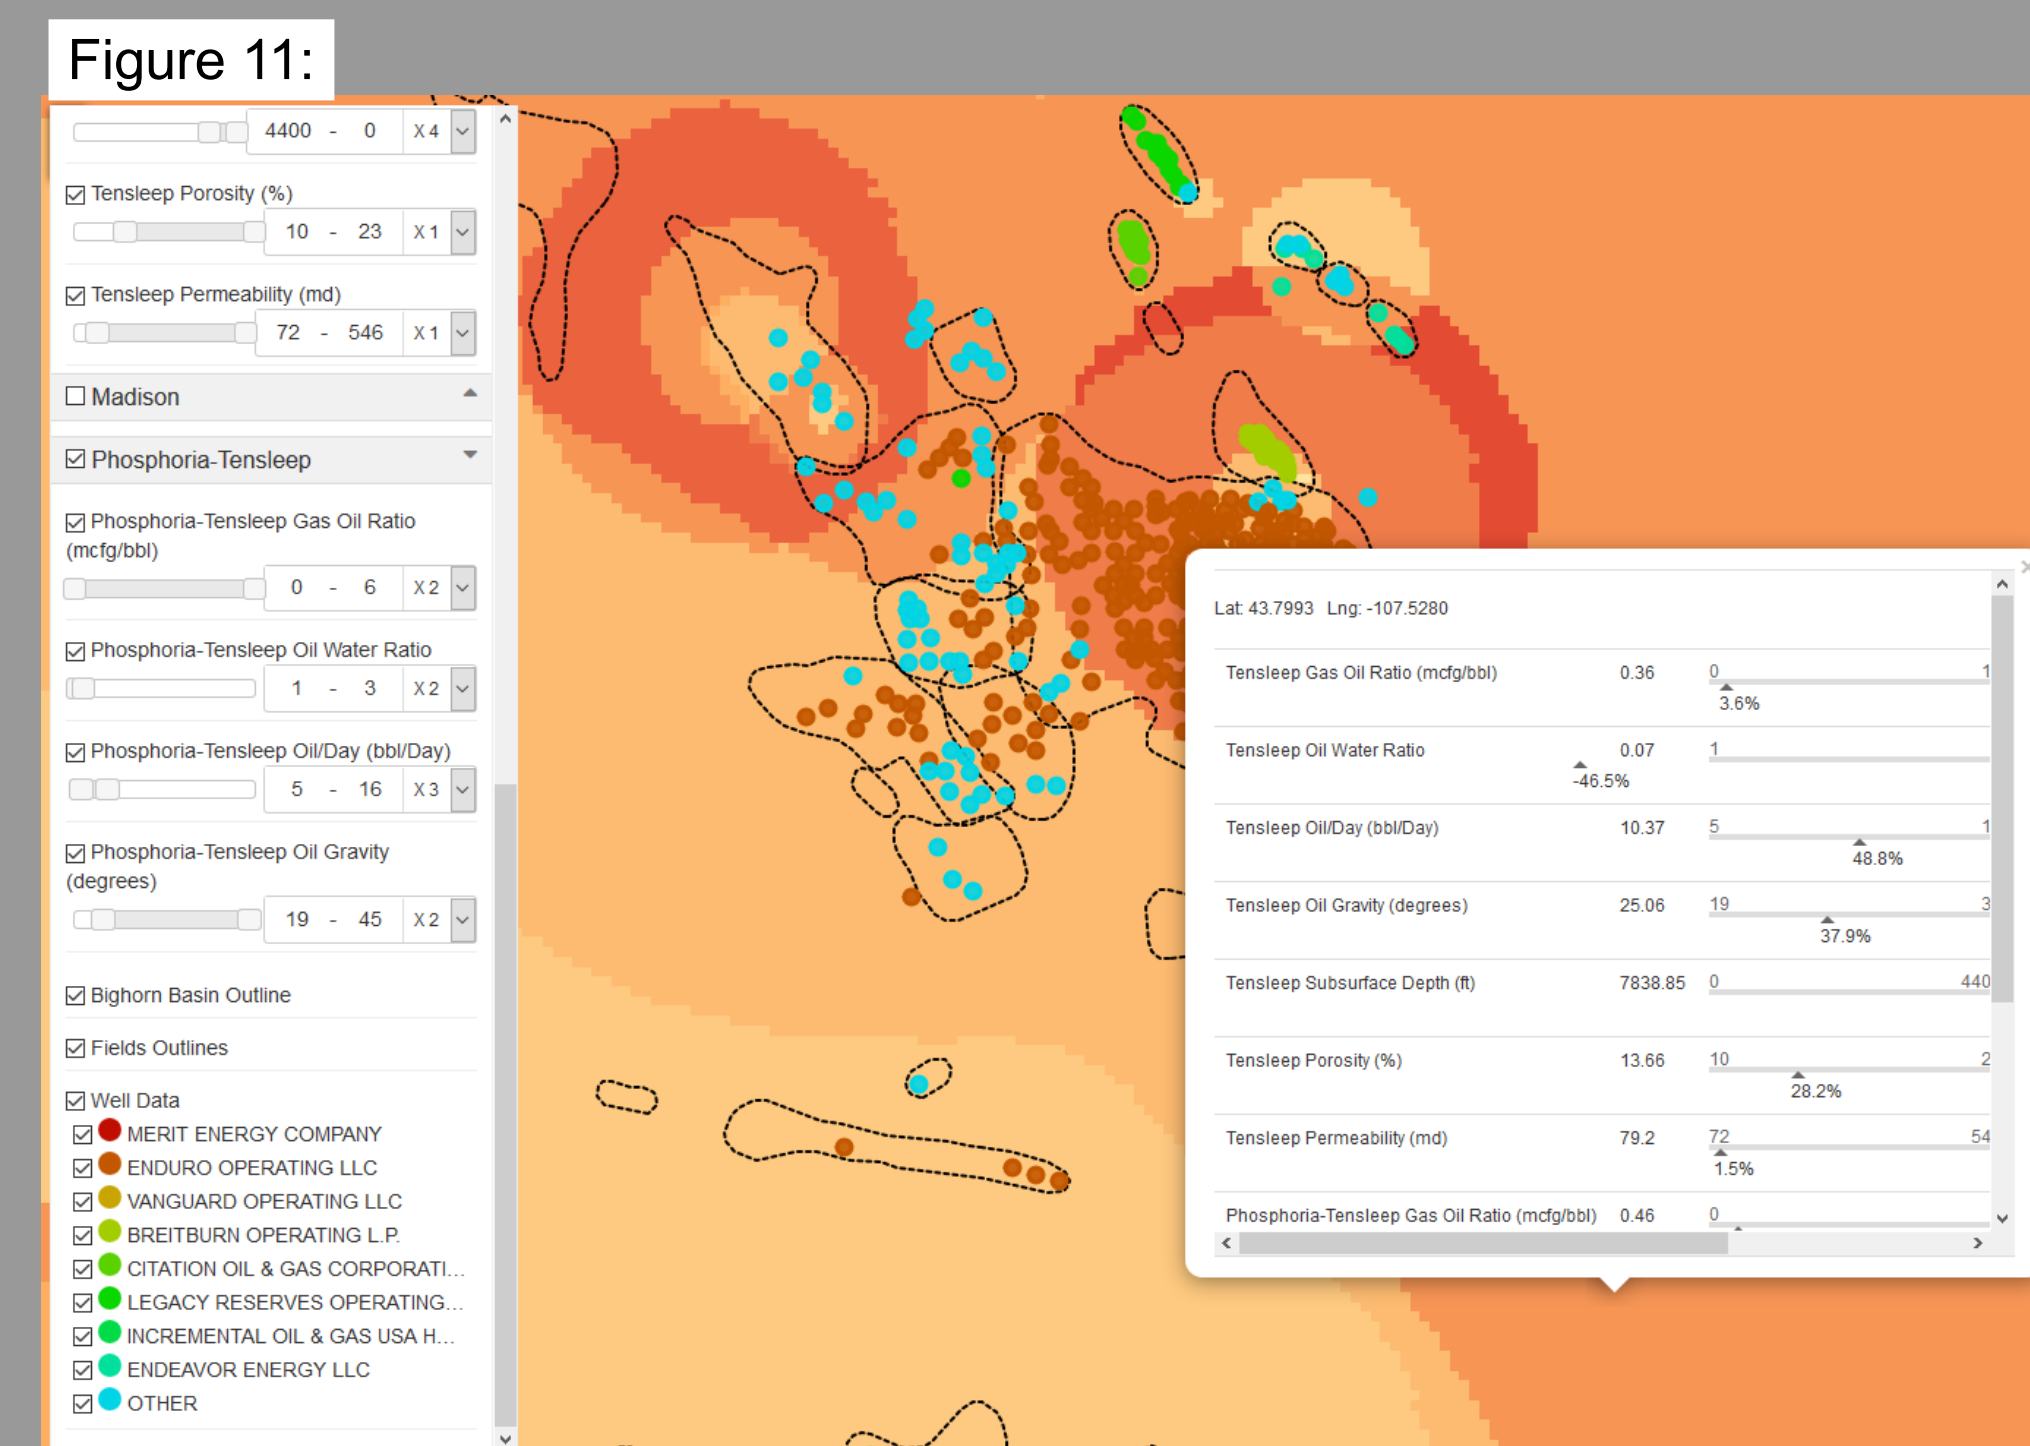 Figure 11:
4400 - 0 X 4
Tensleep Porosity (%)
10 - 23 X 1
Tensleep Permeability (md)
72 - 546 X 1
Madison
Phosphoria-Tensleep
Phosphoria-Tensleep Gas Oil Ratio
(mcfg/bbl)
0 - 6 X 2
Phosphoria-Tensleep Oil Water Ratio
1 - 3 X 2
Phosphoria-Tensleep Oil/Day (bbl/Day)
5 - 16 X 3
Phosphoria-Tensleep Oil Gravity
(degrees)
19 - 45 X 2
Bighorn Basin Outline
Fields Outlines
Well Data
MERIT ENERGY COMPANY
ENDURO OPERATING LLC
VANGUARD OPERATING LLC
BREITBURN OPERATING L.P.
CITATION OIL & GAS CORPORATI...
LEGACY RESERVES OPERATING...
INCREMENTAL OIL & GAS USA H...
ENDEAVOR ENERGY LLC
OTHER
Lat: 43.7993 Lng: -107.5280
Tensleep Gas Oil Ratio (mcfg/bbl) 0.36 0 1
3.6%
Tensleep Oil Water Ratio 0.07 1
-46.5%
Tensleep Oil/Day (bbl/Day) 10.37 5 1
48.8%
Tensleep Oil Gravity (degrees) 25.06 19 3
37.9%
Tensleep Subsurface Depth (ft) 7838.85 0 440
Tensleep Porosity (%) 13.66 10 2
28.2%
Tensleep Permeability (md) 79.2 72 54
1.5%
Phosphoria-Tensleep Gas Oil Ratio (mcfg/bbl) 0.46 0